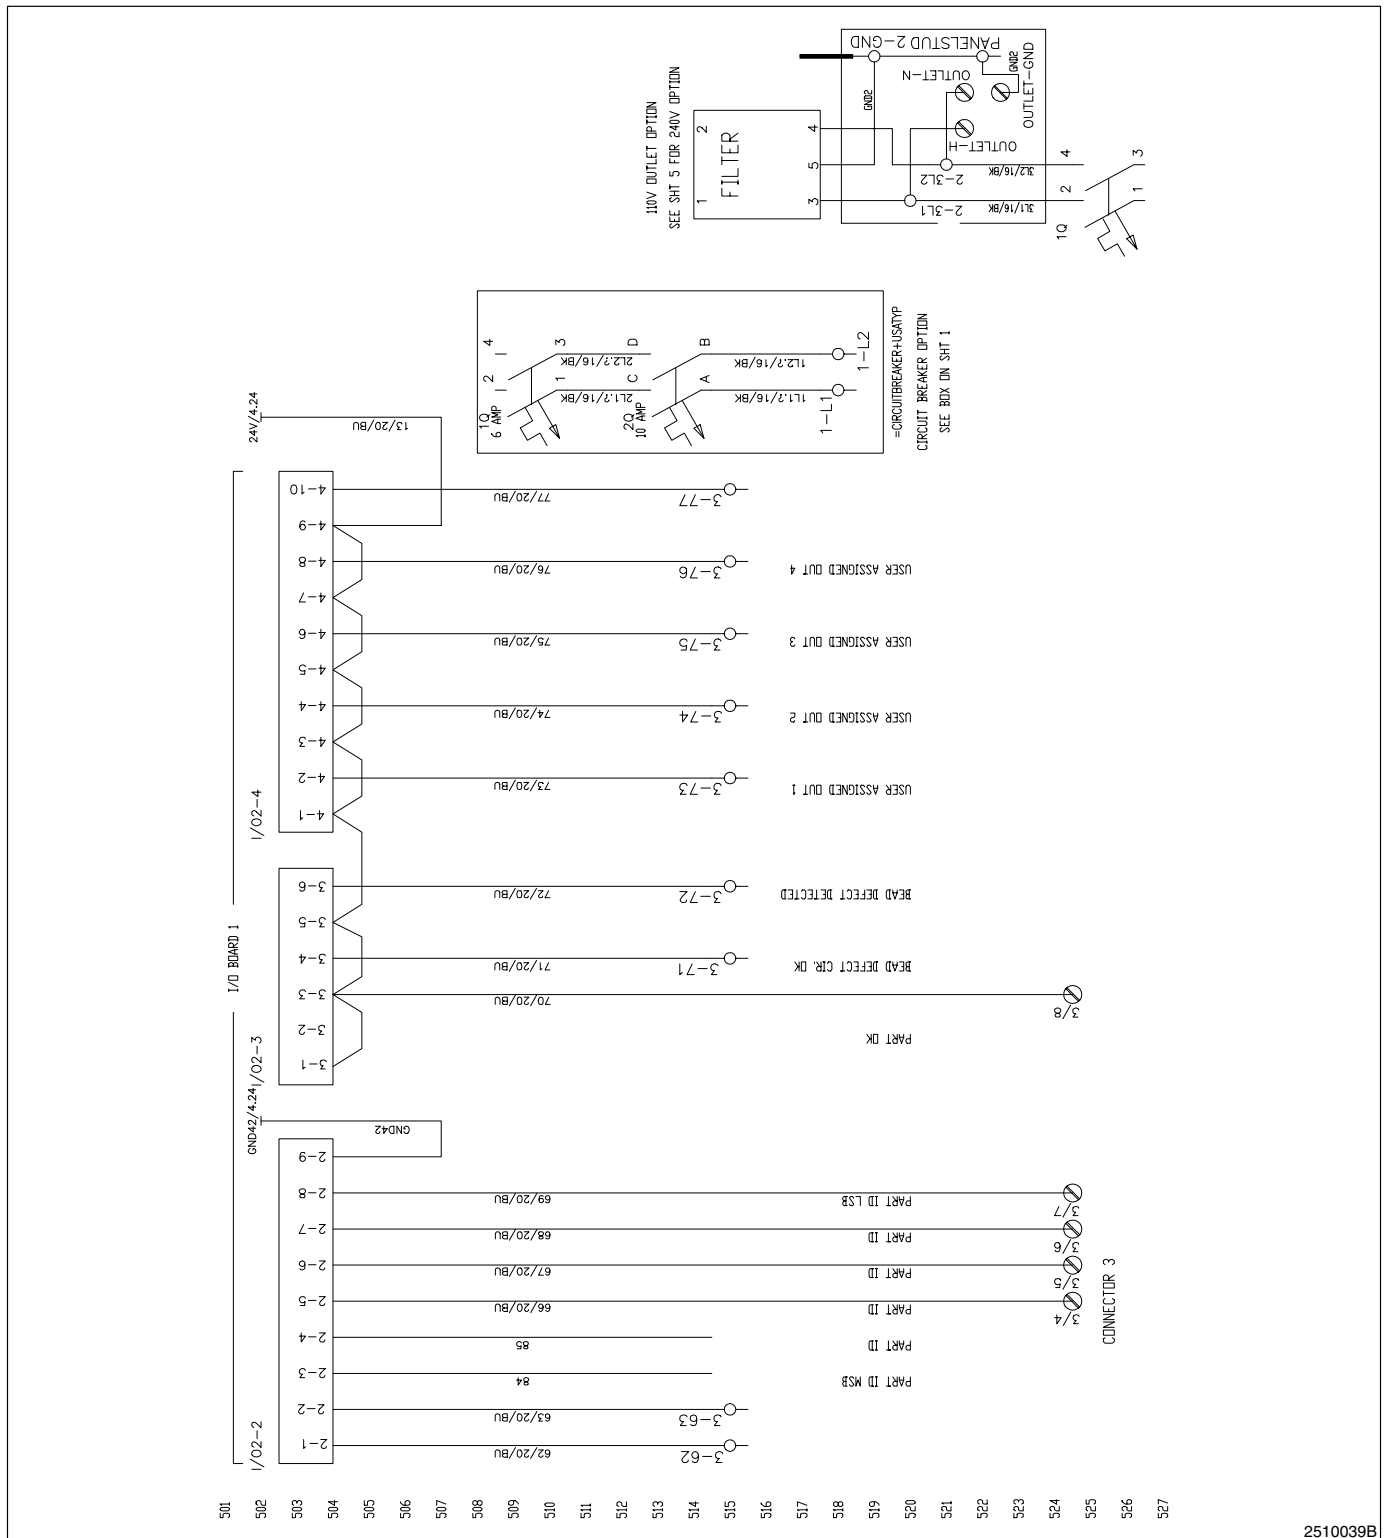 110V OUTLET OPTION
SEE SHT 5 FOR 240V OPTION
1
2
FILTER
3
5
4
PANELSTUD 2-GND
GND2
GND2
OUTLET-N
OUTLET-GND
OUTLET-H
2-3L2
3L2/16/BK
2-3L1
3L1/16/BK
2
4
1
3
1Q
1Q
6 AMP
2
4
1
3
2L2.?/16/BK
2L1.?/16/BK
2Q
10 AMP
C
D
A
B
1L2.?/16/BK
1L1.?/16/BK
1-L2
1-L1
=CIRCUITBREAKER+USATYP
CIRCUIT BREAKER OPTION
SEE BOX ON SHT 1
24V/4.24
13/20/BU
I/O BOARD 1
I/O2-4
4-10
77/20/BU
3-77
4-9
4-8
76/20/BU
3-76
USER ASSIGNED OUT 4
4-7
4-6
75/20/BU
3-75
USER ASSIGNED OUT 3
4-5
4-4
74/20/BU
3-74
USER ASSIGNED OUT 2
4-3
4-2
73/20/BU
3-73
USER ASSIGNED OUT 1
4-1
I/O2-3
3-6
72/20/BU
3-72
BEAD DEFECT DETECTED
3-5
3-4
71/20/BU
3-71
BEAD DEFECT CIR. OK
3-3
70/20/BU
3/8
3-2
PART OK
3-1
GND42/4.24
GND42
I/O2-2
2-9
2-8
69/20/BU
PART ID LSB
3/7
2-7
68/20/BU
PART ID
3/6
2-6
67/20/BU
PART ID
3/5
2-5
66/20/BU
PART ID
3/4
CONNECTOR 3
2-4
85
PART ID
2-3
84
PART ID MSB
2-2
63/20/BU
3-63
2-1
62/20/BU
3-62
501 502 503 504 505 506 507 508 509 510 511 512 513 514 515 516 517 518 519 520 521 522 523 524 525 526 527
2510039B